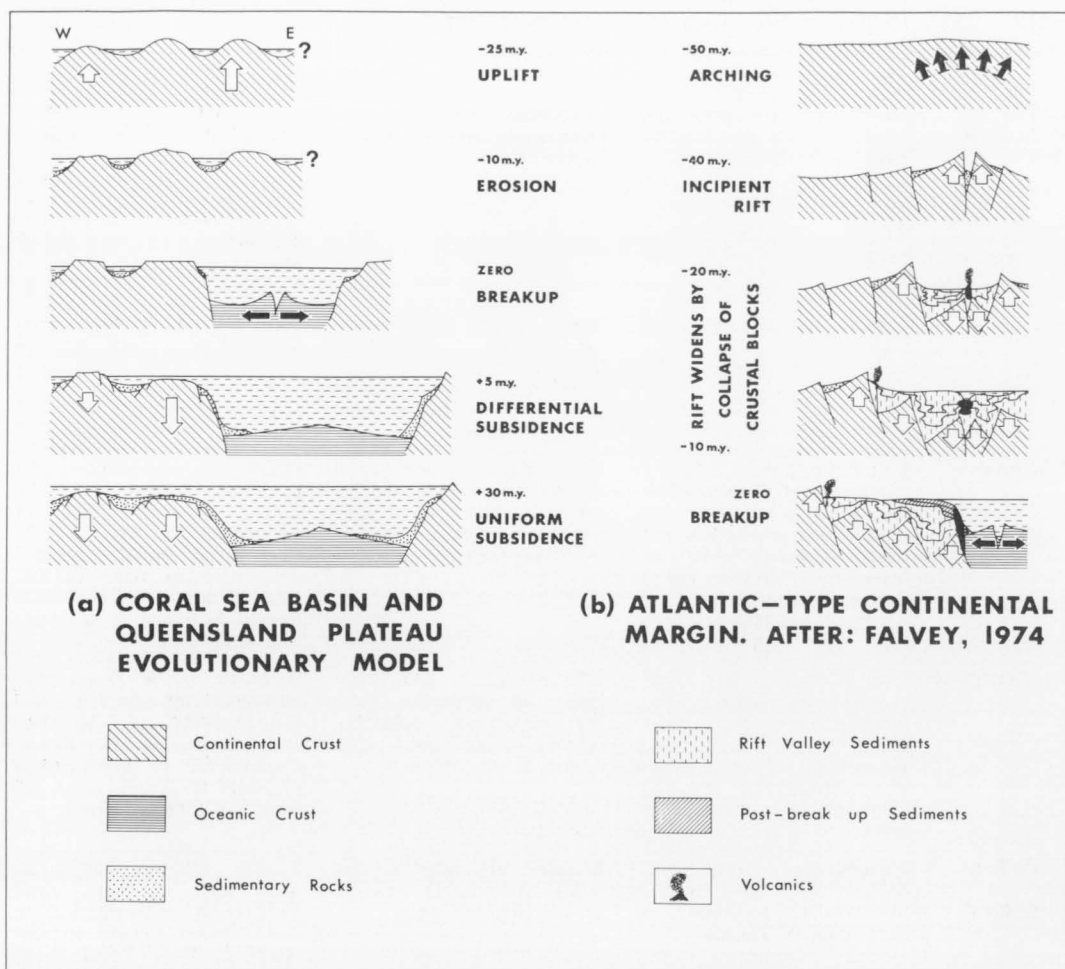 W
E
?
−25 m.y.
UPLIFT
?
−10 m.y.
EROSION
ZERO
BREAKUP
+5 m.y.
DIFFERENTIAL
SUBSIDENCE
+30 m.y.
UNIFORM
SUBSIDENCE
(a) CORAL SEA BASIN AND
QUEENSLAND PLATEAU
EVOLUTIONARY MODEL
−50 m.y.
ARCHING
−40 m.y.
INCIPIENT
RIFT
−20 m.y.
RIFT WIDENS BY
COLLAPSE OF
CRUSTAL BLOCKS
−10 m.y.
ZERO
BREAKUP
(b) ATLANTIC−TYPE CONTINENTAL
MARGIN. AFTER: FALVEY, 1974
Continental Crust
Oceanic Crust
Sedimentary Rocks
Rift Valley Sediments
Post-break up Sediments
Volcanics